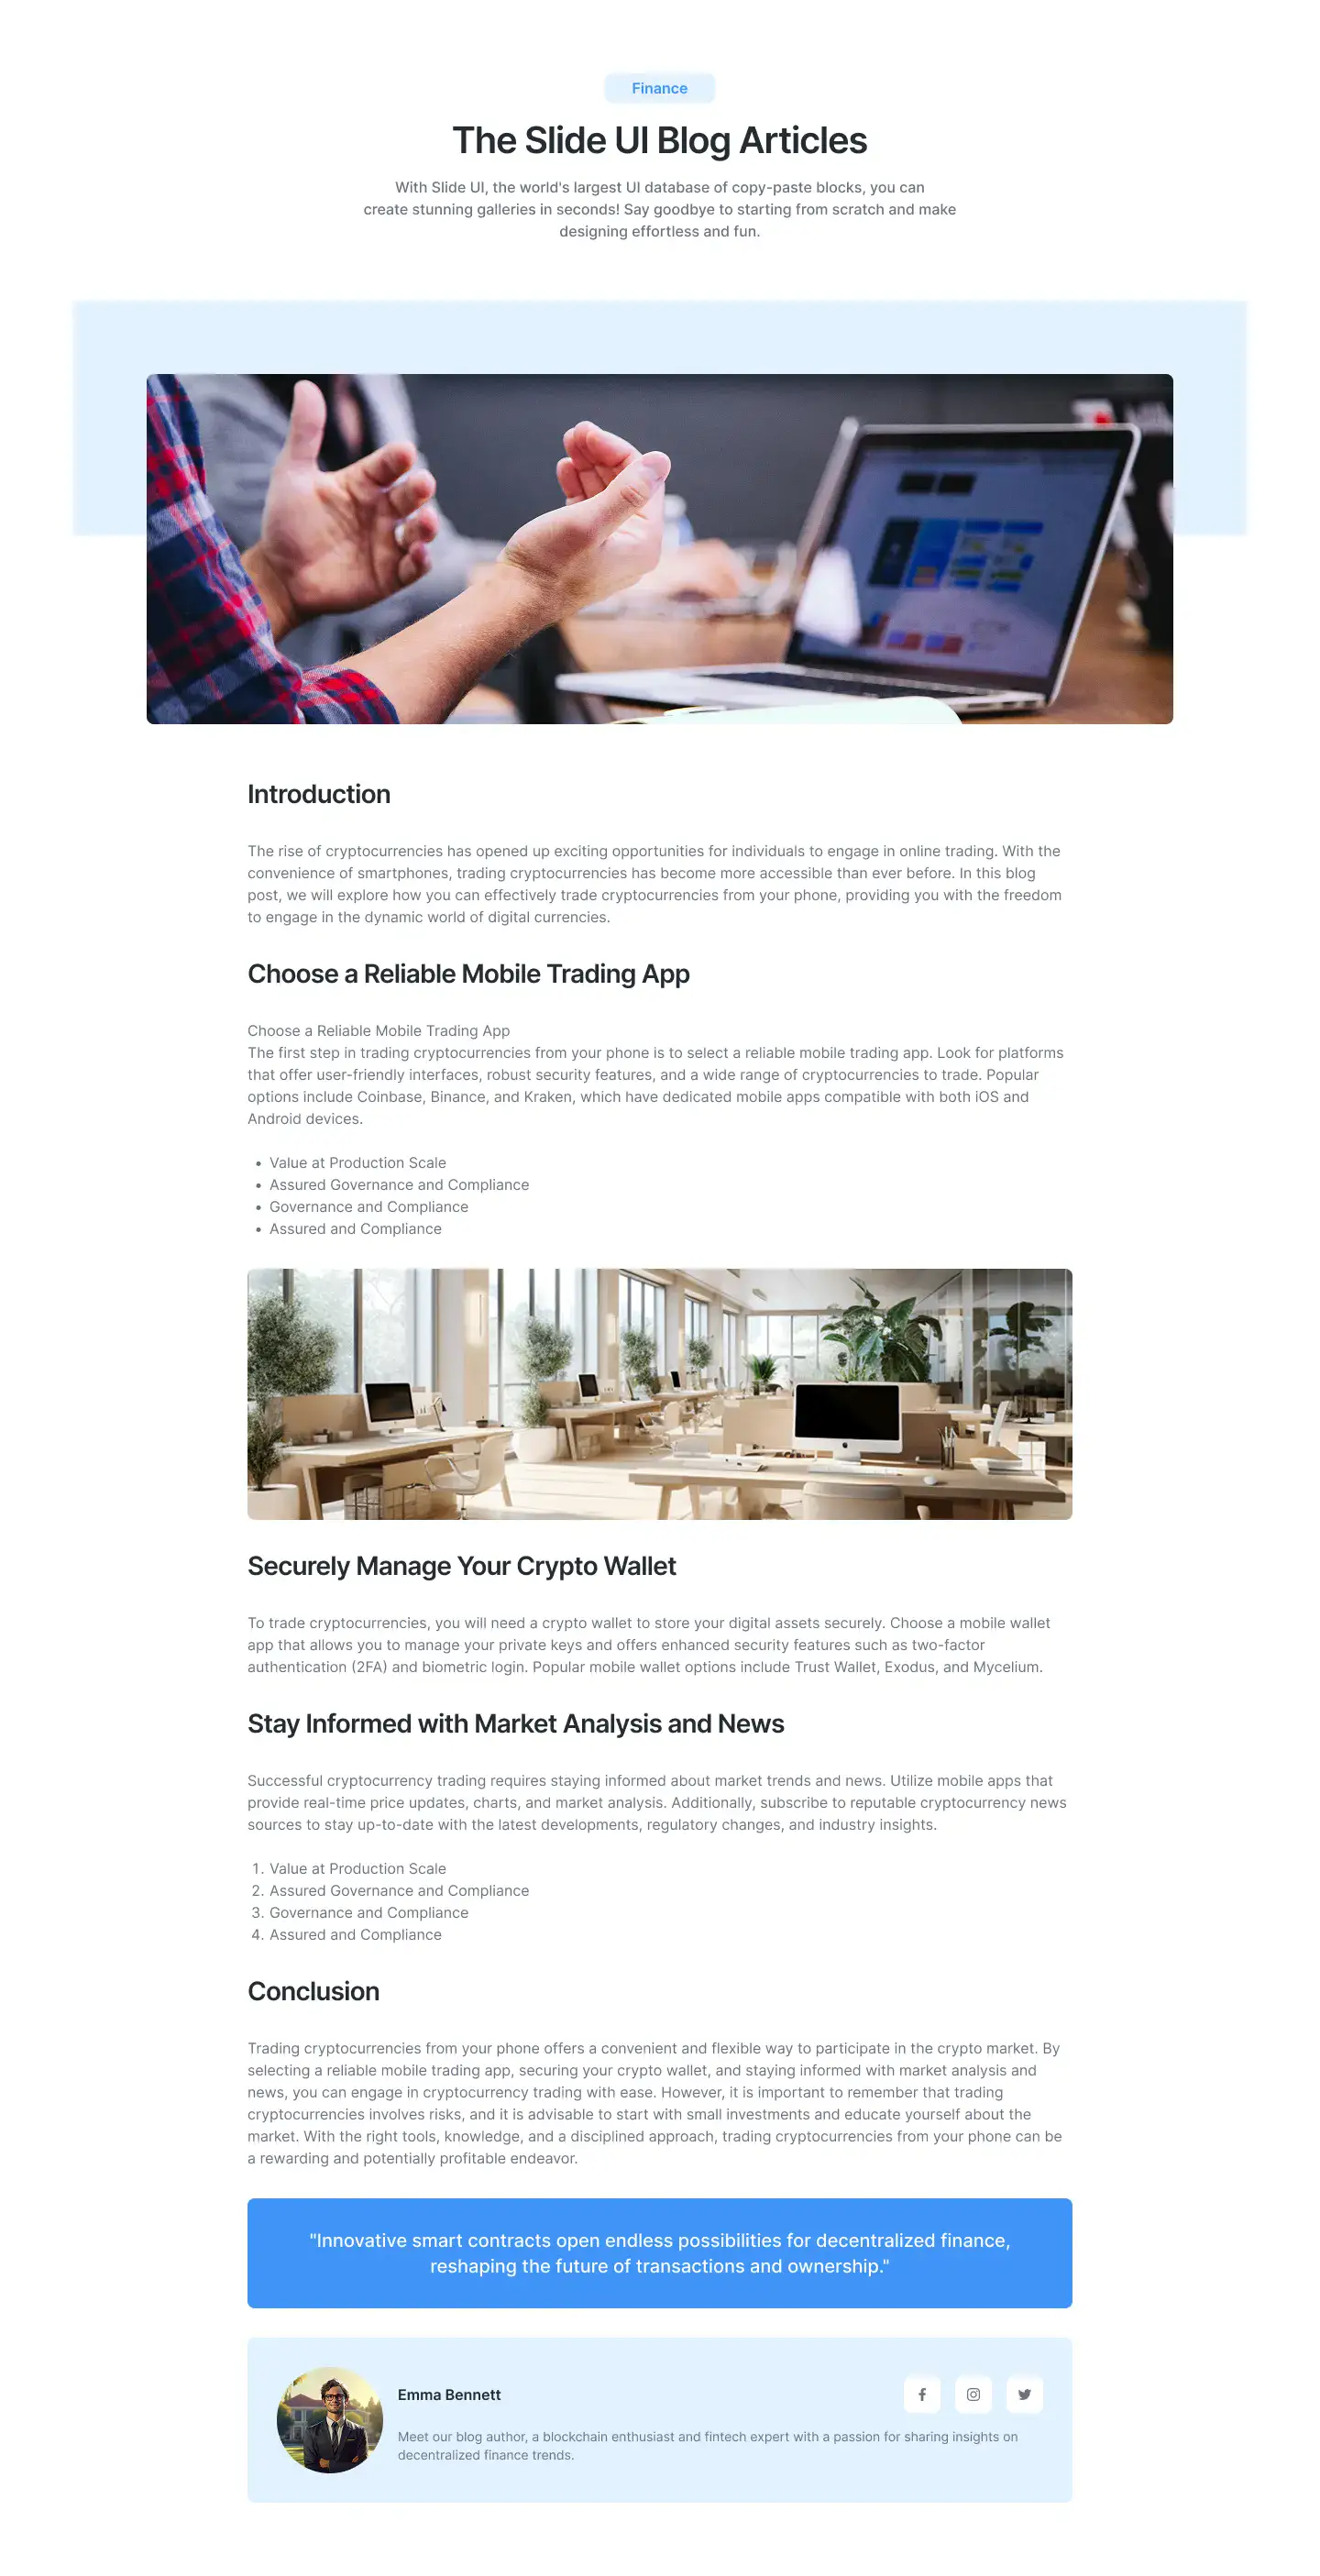 Finance
The Slide UI Blog Articles
With Slide UI, the world's largest UI database of copy-paste blocks, you can
create stunning galleries in seconds! Say goodbye to starting from scratch and make
designing effortless and fun.
Introduction
The rise of cryptocurrencies has opened up exciting opportunities for individuals to engage in online trading. With the
convenience of smartphones, trading cryptocurrencies has become more accessible than ever before. In this blog
post, we will explore how you can effectively trade cryptocurrencies from your phone, providing you with the freedom
to engage in the dynamic world of digital currencies.
Choose a Reliable Mobile Trading App
Choose a Reliable Mobile Trading App
The first step in trading cryptocurrencies from your phone is to select a reliable mobile trading app. Look for platforms
that offer user-friendly interfaces, robust security features, and a wide range of cryptocurrencies to trade. Popular
options include Coinbase, Binance, and Kraken, which have dedicated mobile apps compatible with both iOS and
Android devices.
• Value at Production Scale
• Assured Governance and Compliance
• Governance and Compliance
• Assured and Compliance
Securely Manage Your Crypto Wallet
To trade cryptocurrencies, you will need a crypto wallet to store your digital assets securely. Choose a mobile wallet
app that allows you to manage your private keys and offers enhanced security features such as two-factor
authentication (2FA) and biometric login. Popular mobile wallet options include Trust Wallet, Exodus, and Mycelium.
Stay Informed with Market Analysis and News
Successful cryptocurrency trading requires staying informed about market trends and news. Utilize mobile apps that
provide real-time price updates, charts, and market analysis. Additionally, subscribe to reputable cryptocurrency news
sources to stay up-to-date with the latest developments, regulatory changes, and industry insights.
1. Value at Production Scale
2. Assured Governance and Compliance
3. Governance and Compliance
4. Assured and Compliance
Conclusion
Trading cryptocurrencies from your phone offers a convenient and flexible way to participate in the crypto market. By
selecting a reliable mobile trading app, securing your crypto wallet, and staying informed with market analysis and
news, you can engage in cryptocurrency trading with ease. However, it is important to remember that trading
cryptocurrencies involves risks, and it is advisable to start with small investments and educate yourself about the
market. With the right tools, knowledge, and a disciplined approach, trading cryptocurrencies from your phone can be
a rewarding and potentially profitable endeavor.
"Innovative smart contracts open endless possibilities for decentralized finance,
reshaping the future of transactions and ownership."
Emma Bennett
Meet our blog author, a blockchain enthusiast and fintech expert with a passion for sharing insights on
decentralized finance trends.